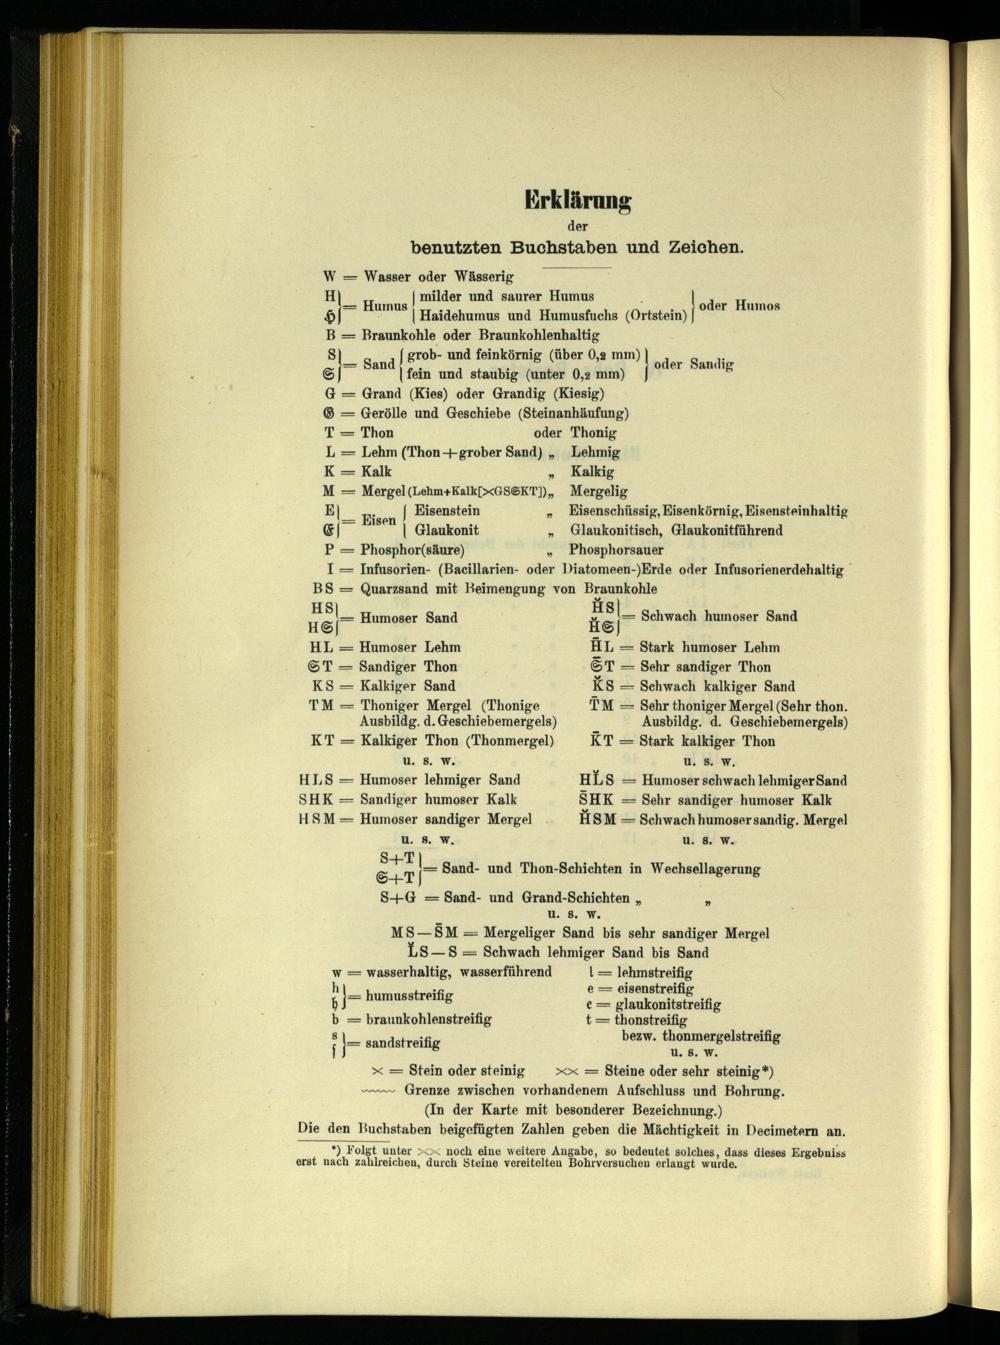 Erklärung
der
benutzten Buchstaben und Zeichen.
W = Wasser oder Wässerig
H
ℌ } = Humus { milder und saurer Humus
Haidehumus und Humusfuchs (Ortstein) } oder Humos
B = Braunkohle oder Braunkohlenhaltig
S
𝔖 } = Sand { grob- und feinkörnig (über 0,2 mm)
fein und staubig (unter 0,2 mm) } oder Sandig
G = Grand (Kies) oder Grandig (Kiesig)
𝔊 = Gerölle und Geschiebe (Steinanhäufung)
T = Thon oder Thonig
L = Lehm (Thon+grober Sand) „ Lehmig
K = Kalk „ Kalkig
M = Mergel (Lehm+Kalk[×GS𝔖KT]) „ Mergelig
E
𝔈 } = Eisen { Eisenstein „ Eisenschüssig, Eisenkörnig, Eisensteinhaltig
Glaukonit „ Glaukonitisch, Glaukonitführend
P = Phosphor(säure) „ Phosphorsauer
I = Infusorien- (Bacillarien- oder Diatomeen-)Erde oder Infusorienerdehaltig
BS = Quarzsand mit Beimengung von Braunkohle
HS
H𝔖 } = Humoser Sand
H̆S
H̆𝔖 } = Schwach humoser Sand
HL = Humoser Lehm H̄L = Stark humoser Lehm
𝔖T = Sandiger Thon 𝔖̄T = Sehr sandiger Thon
KS = Kalkiger Sand K̆S = Schwach kalkiger Sand
TM = Thoniger Mergel (Thonige T̄M = Sehr thoniger Mergel (Sehr thon.
Ausbildg. d. Geschiebemergels) Ausbildg. d. Geschiebemergels)
KT = Kalkiger Thon (Thonmergel) K̄T = Stark kalkiger Thon
u. s. w. u. s. w.
HLS = Humoser lehmiger Sand HL̆S = Humoser schwach lehmiger Sand
SHK = Sandiger humoser Kalk S̄HK = Sehr sandiger humoser Kalk
HSM = Humoser sandiger Mergel H̆SM = Schwach humoser sandig. Mergel
u. s. w. u. s. w.
S+T
𝔖+T } = Sand- und Thon-Schichten in Wechsellagerung
S+G = Sand- und Grand-Schichten „ „
u. s. w.
MS—S̄M = Mergeliger Sand bis sehr sandiger Mergel
L̆S—S = Schwach lehmiger Sand bis Sand
w = wasserhaltig, wasserführend l = lehmstreifig
h
𝔥 } = humusstreifig
e = eisenstreifig
𝔢 = glaukonitstreifig
b = braunkohlenstreifig t = thonstreifig
s
ſ } = sandstreifig
bezw. thonmergelstreifig
u. s. w.
× = Stein oder steinig ×× = Steine oder sehr steinig*)
﹏﹏ Grenze zwischen vorhandenem Aufschluss und Bohrung.
(In der Karte mit besonderer Bezeichnung.)
Die den Buchstaben beigefügten Zahlen geben die Mächtigkeit in Decimetern an.
*) Folgt unter ×× noch eine weitere Angabe, so bedeutet solches, dass dieses Ergebniss
erst nach zahlreichen, durch Steine vereitelten Bohrversuchen erlangt wurde.